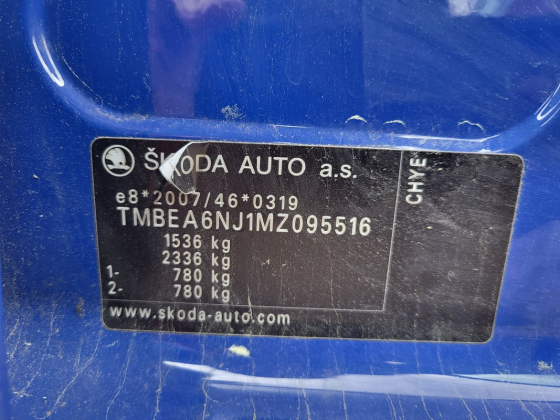 ŠKODA AUTO a.s.
e8*2007/46*0319
TMBEA6NJ1MZ095516
1536 kg
2336 kg
1- 780 kg
2- 780 kg
www.skoda-auto.com
CHYE